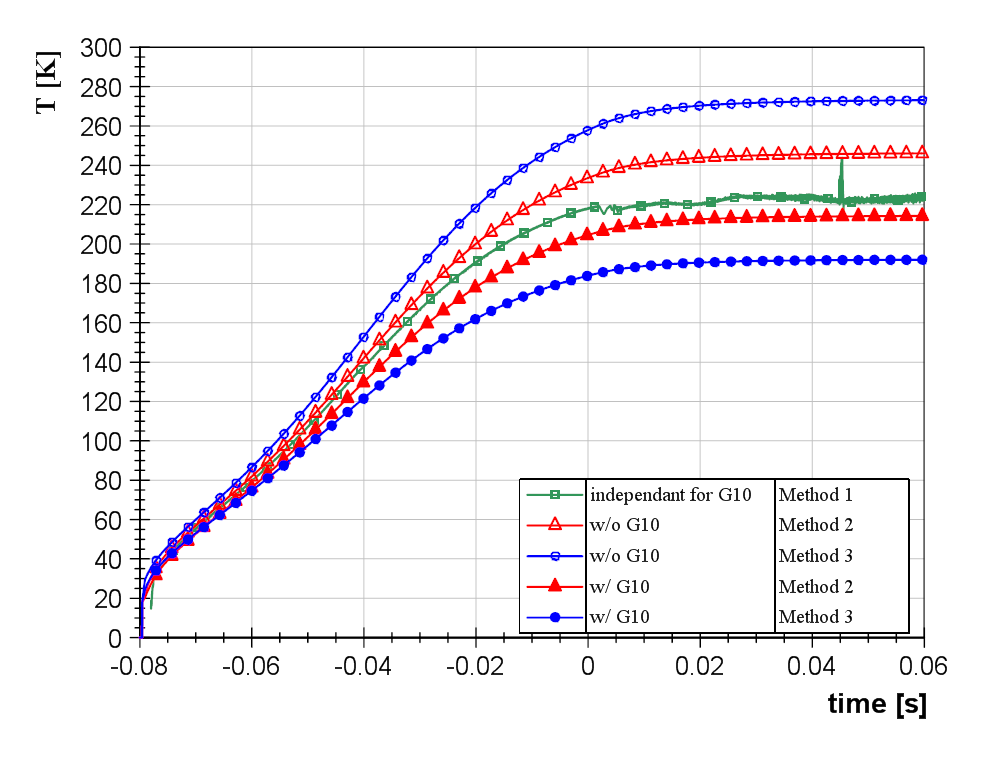 T [K]
300
280
260
240
220
200
180
160
140
120
100
80
60
40
20
0
independant for G10 Method 1
w/o G10 Method 2
w/o G10 Method 3
w/ G10 Method 2
w/ G10 Method 3
-0.08 -0.06 -0.04 -0.02 0 0.02 0.04 0.06
time [s]